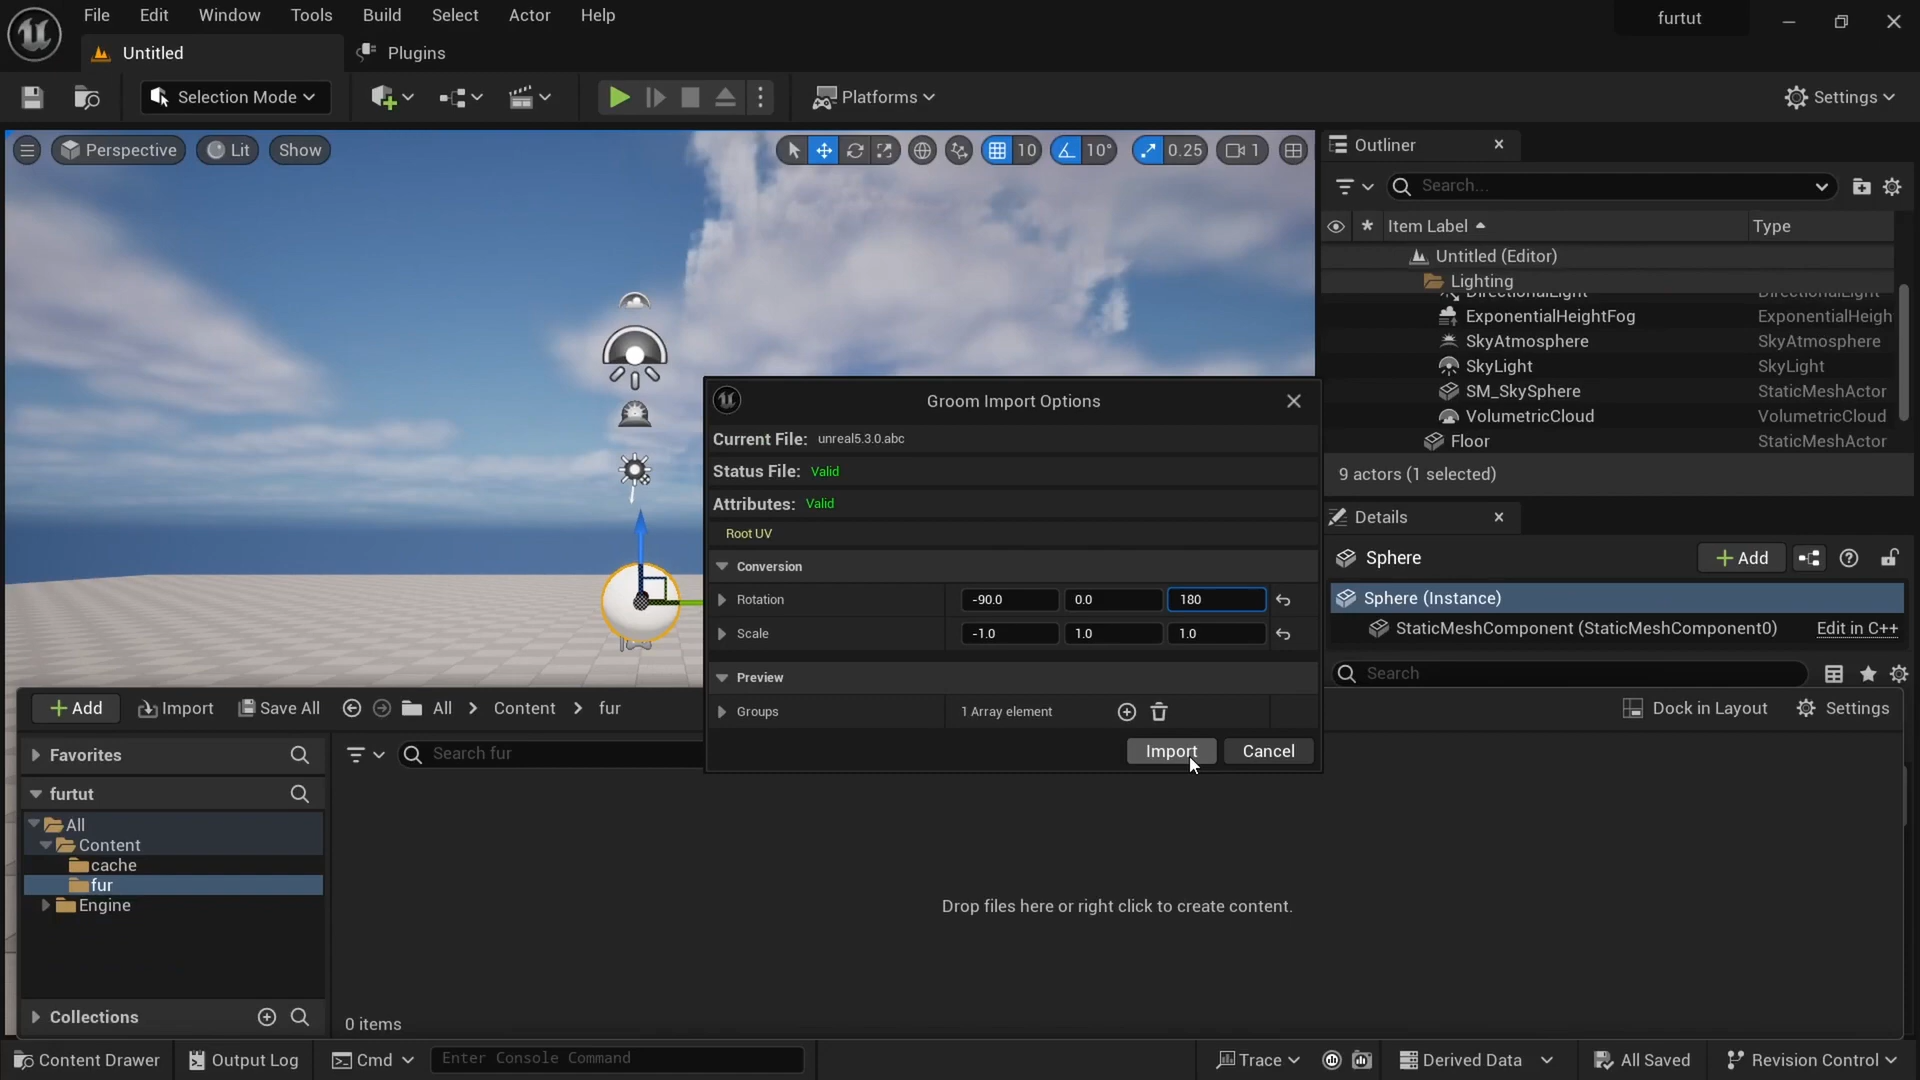 File Edit Window Tools Build Select Actor Help
furtut
Untitled
Plugins
Selection Mode
Platforms
Settings
Perspective Lit Show
10 10° 0.25 1
Outliner
Search...
Item Label Type
Untitled (Editor)
Lighting
DirectionalLight DirectionalLight
ExponentialHeightFog ExponentialHeigh
SkyAtmosphere SkyAtmosphere
SkyLight SkyLight
SM_SkySphere StaticMeshActor
VolumetricCloud VolumetricCloud
Floor StaticMeshActor
9 actors (1 selected)
Details
Sphere
Add
Sphere (Instance)
StaticMeshComponent (StaticMeshComponent0) Edit in C++
Search
Groom Import Options
Current File: unreal5.3.0.abc
Status File: Valid
Attributes: Valid
Root UV
Conversion
Rotation -90.0 0.0 180
Scale -1.0 1.0 1.0
Preview
Groups 1 Array element
Import Cancel
Add Import Save All All Content fur
Dock in Layout Settings
Favorites
Search fur
furtut
All
Content
cache
fur
Engine
Drop files here or right click to create content.
Collections
0 items
Content Drawer Output Log Cmd Enter Console Command Trace Derived Data All Saved Revision Control